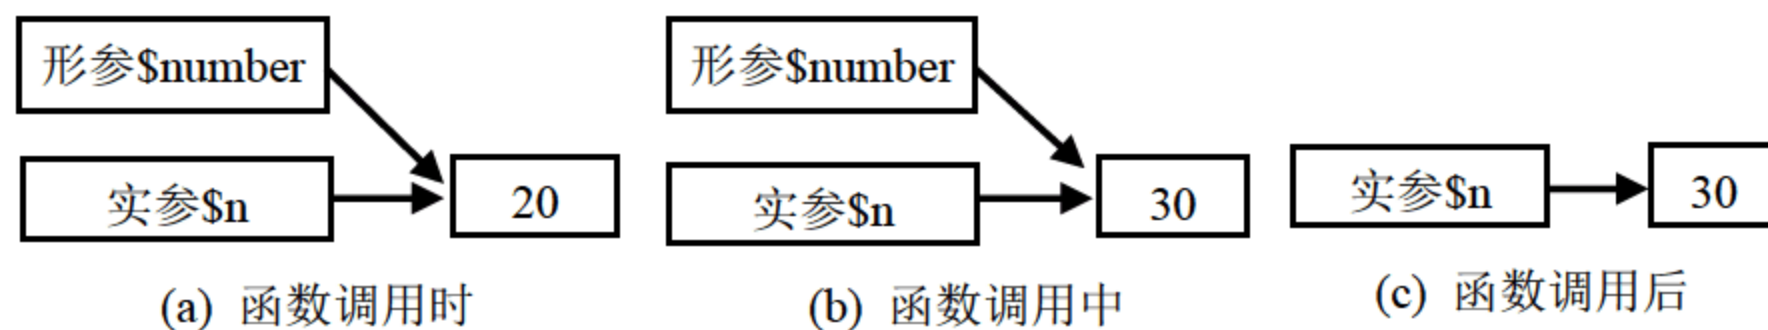 形参$number
实参$n
20
(a) 函数调用时
形参$number
实参$n
30
(b) 函数调用中
实参$n
30
(c) 函数调用后